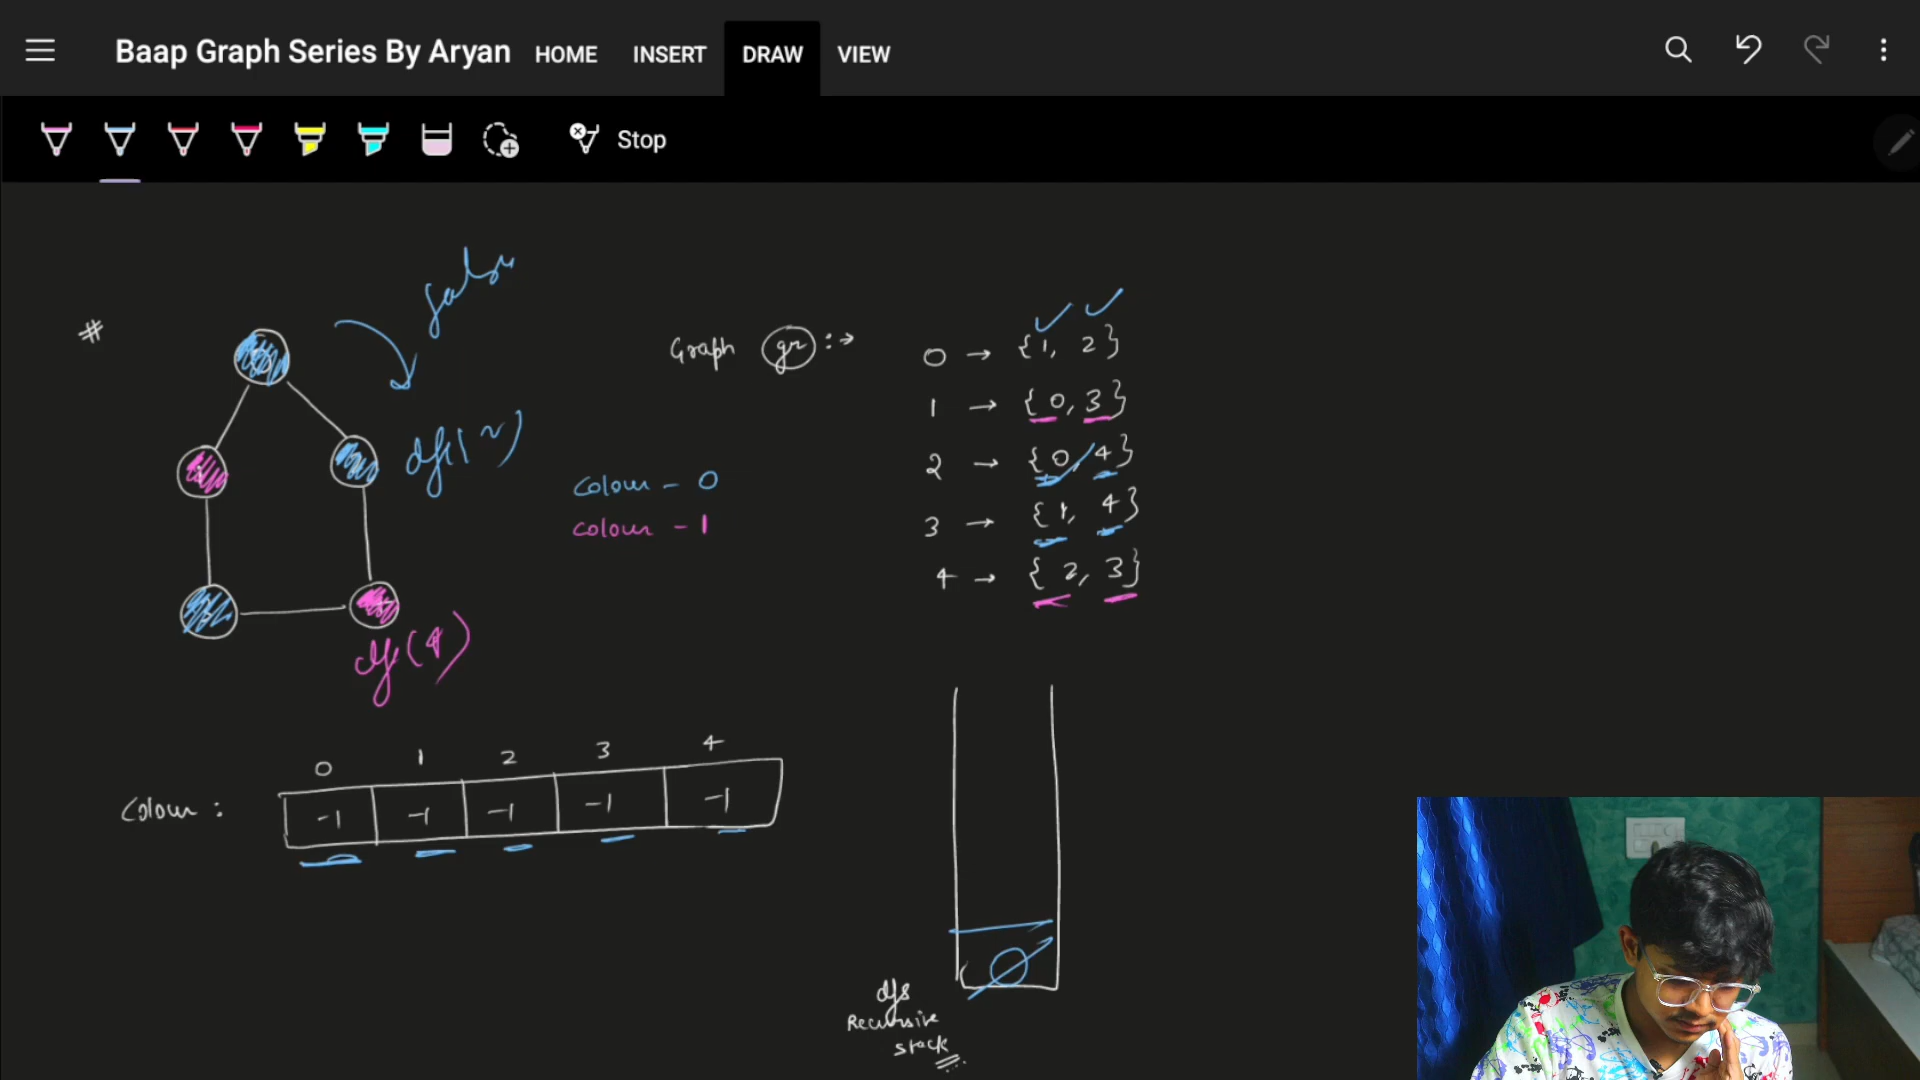 Baap Graph Series By Aryan HOME INSERT DRAW VIEW
Stop
false
#
Graph gr :→
0 → {1, 2}
1 → {0, 3}
2 → {0, 4}
3 → {1, 4}
4 → {2, 3}
Colour - 0
Colour - 1
0 1 2 3 4
Colour : -1 -1 -1 -1 -1
0
dfs
Recursive
stack